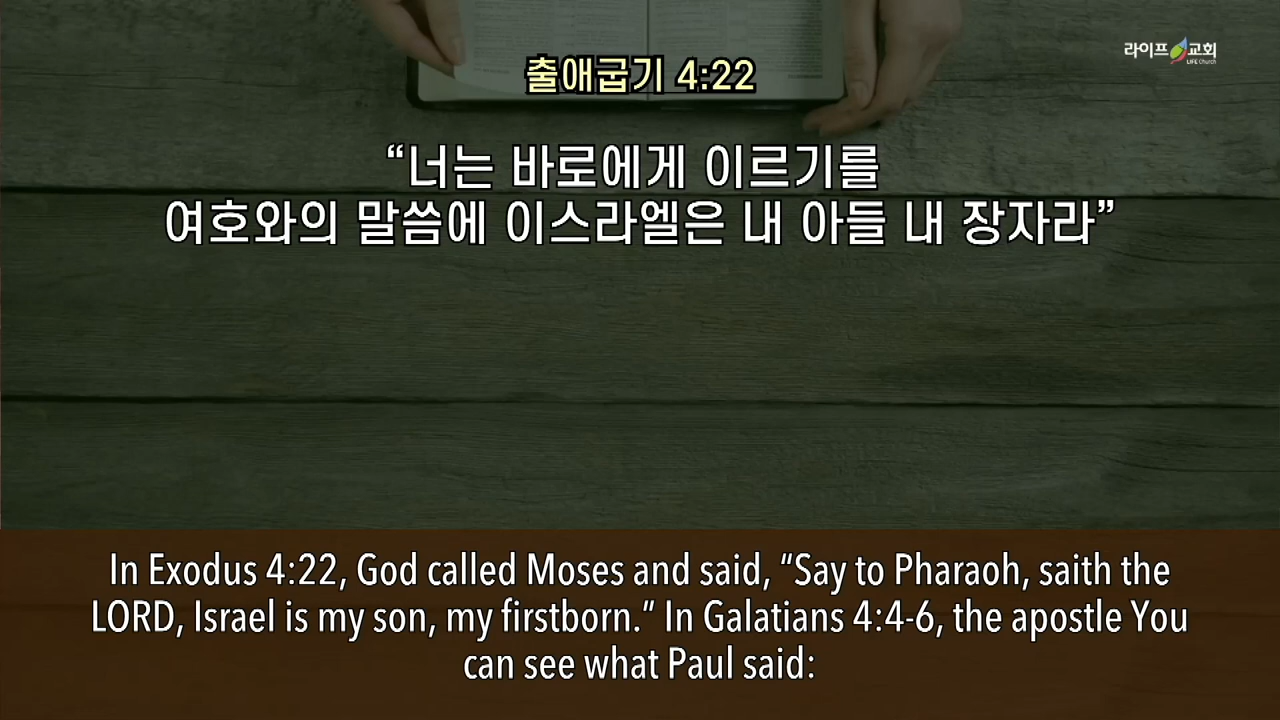 라이프교회
LIFE Church
출애굽기 4:22
“너는 바로에게 이르기를
여호와의 말씀에 이스라엘은 내 아들 내 장자라”
In Exodus 4:22, God called Moses and said, “Say to Pharaoh, saith the
LORD, Israel is my son, my firstborn.“ In Galatians 4:4-6, the apostle You
can see what Paul said: